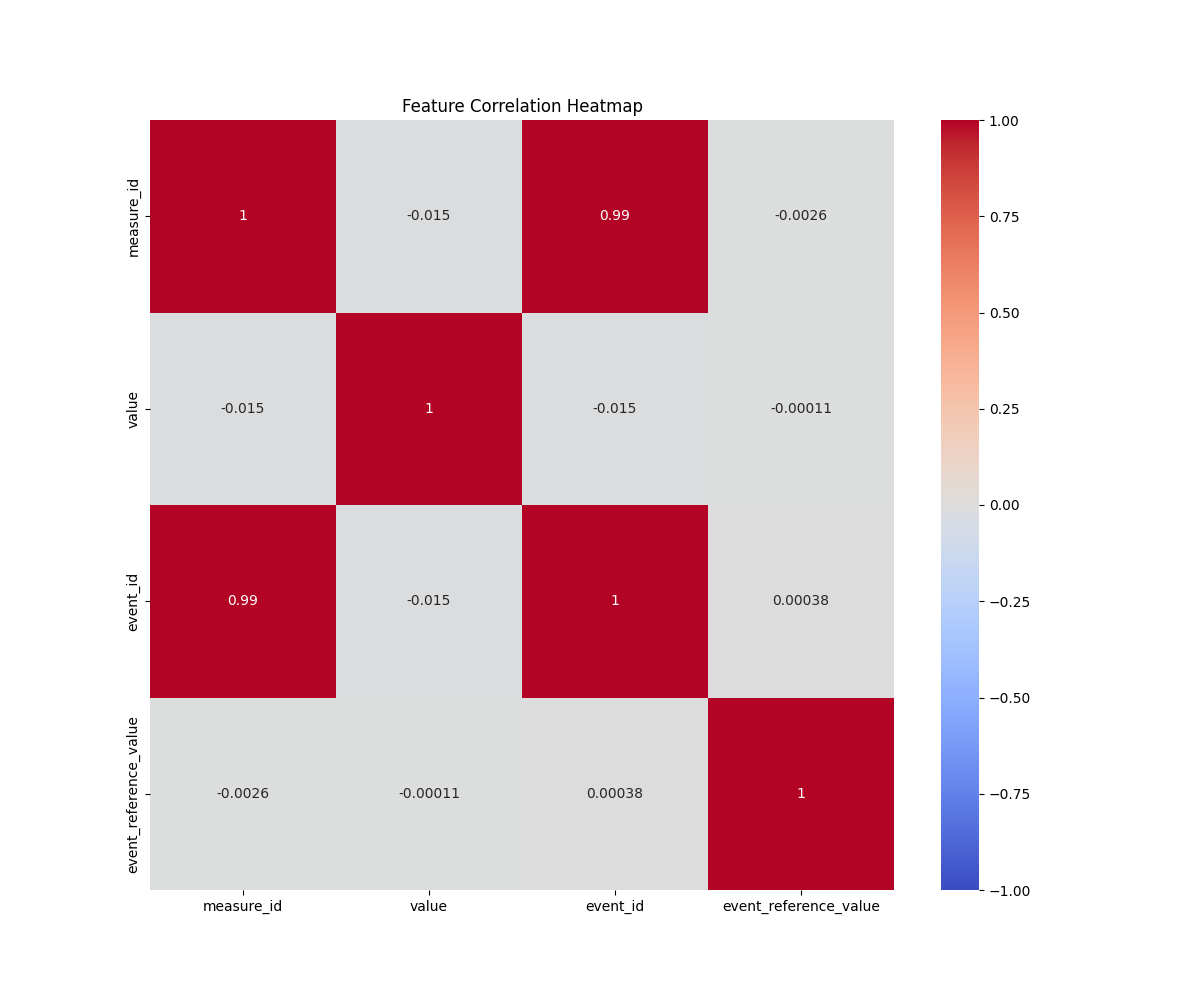 Feature Correlation Heatmap
measure_id
1
-0.015
0.99
-0.0026
value
-0.015
1
-0.015
-0.00011
event_id
0.99
-0.015
1
0.00038
event_reference_value
-0.0026
-0.00011
0.00038
1
measure_id
value
event_id
event_reference_value
1.00
0.75
0.50
0.25
0.00
−0.25
−0.50
−0.75
−1.00